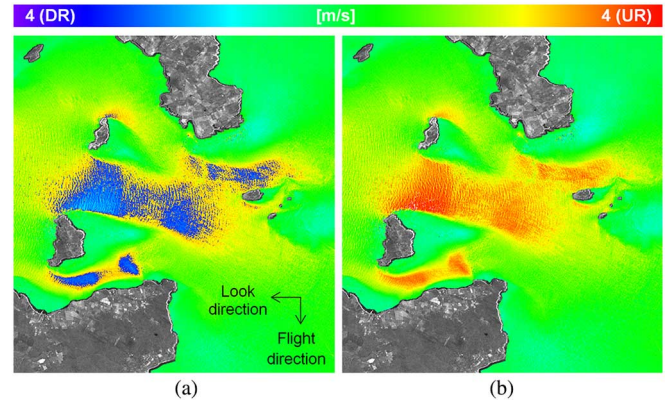 4 (DR) [m/s] 4 (UR)
Look
direction
Flight
direction
(a) (b)